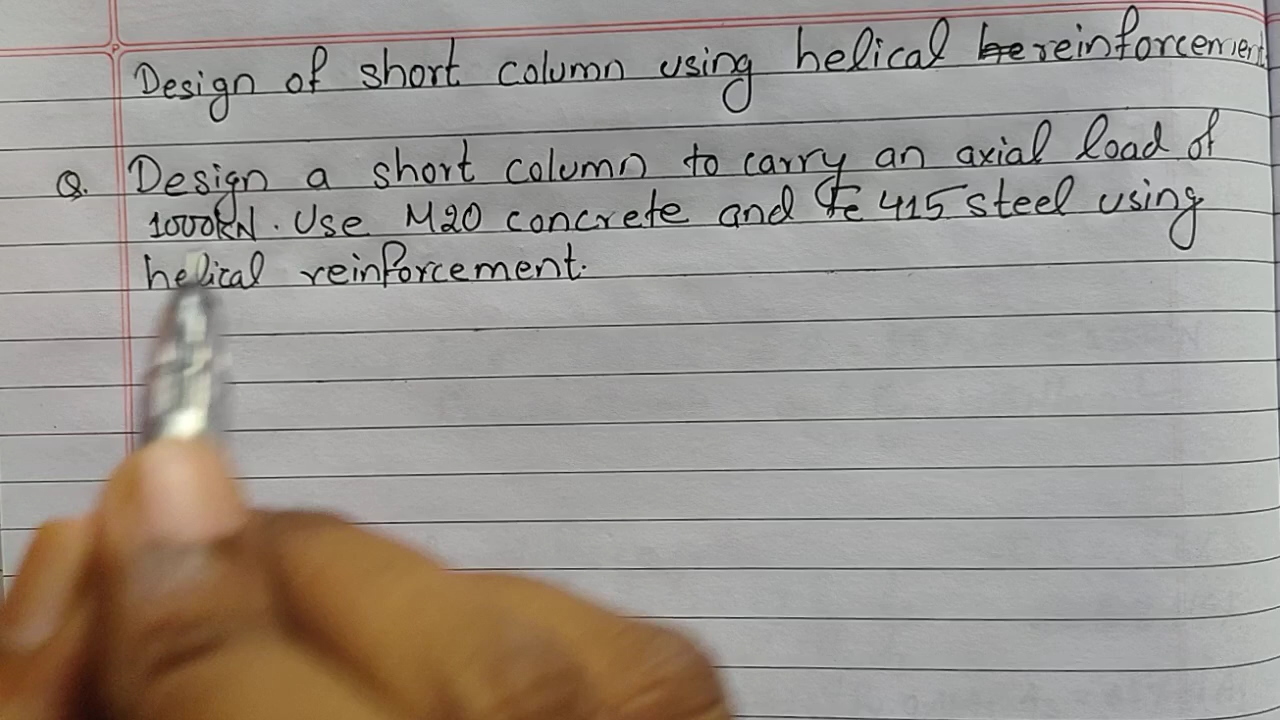 Design of short column using helical reinforcement
Q. Design a short column to carry an axial load of
1000kN. Use M20 concrete and Fe 415 steel using
helical reinforcement.